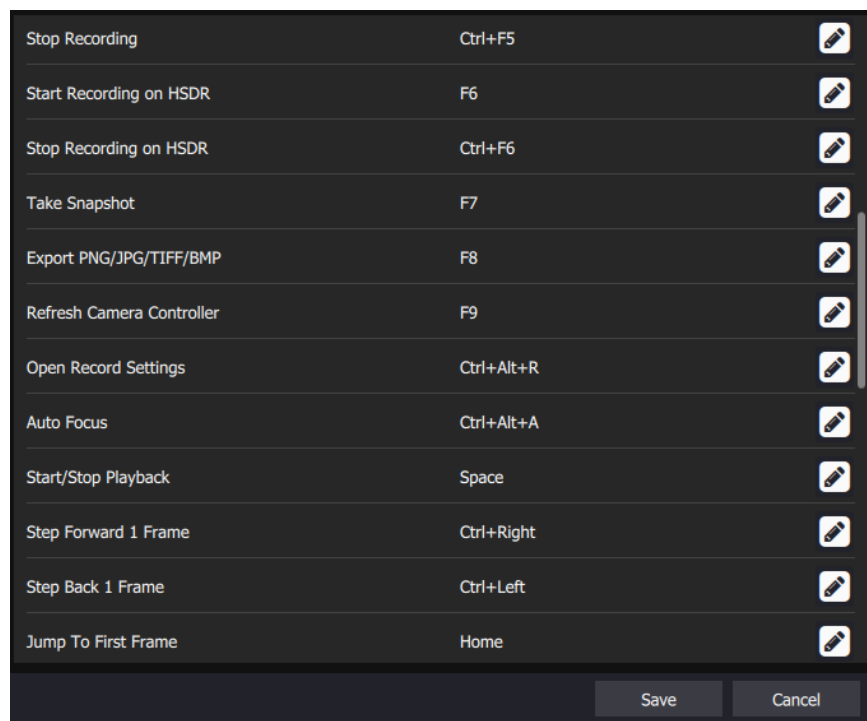 Stop Recording Ctrl+F5
Start Recording on HSDR F6
Stop Recording on HSDR Ctrl+F6
Take Snapshot F7
Export PNG/JPG/TIFF/BMP F8
Refresh Camera Controller F9
Open Record Settings Ctrl+Alt+R
Auto Focus Ctrl+Alt+A
Start/Stop Playback Space
Step Forward 1 Frame Ctrl+Right
Step Back 1 Frame Ctrl+Left
Jump To First Frame Home
Save Cancel